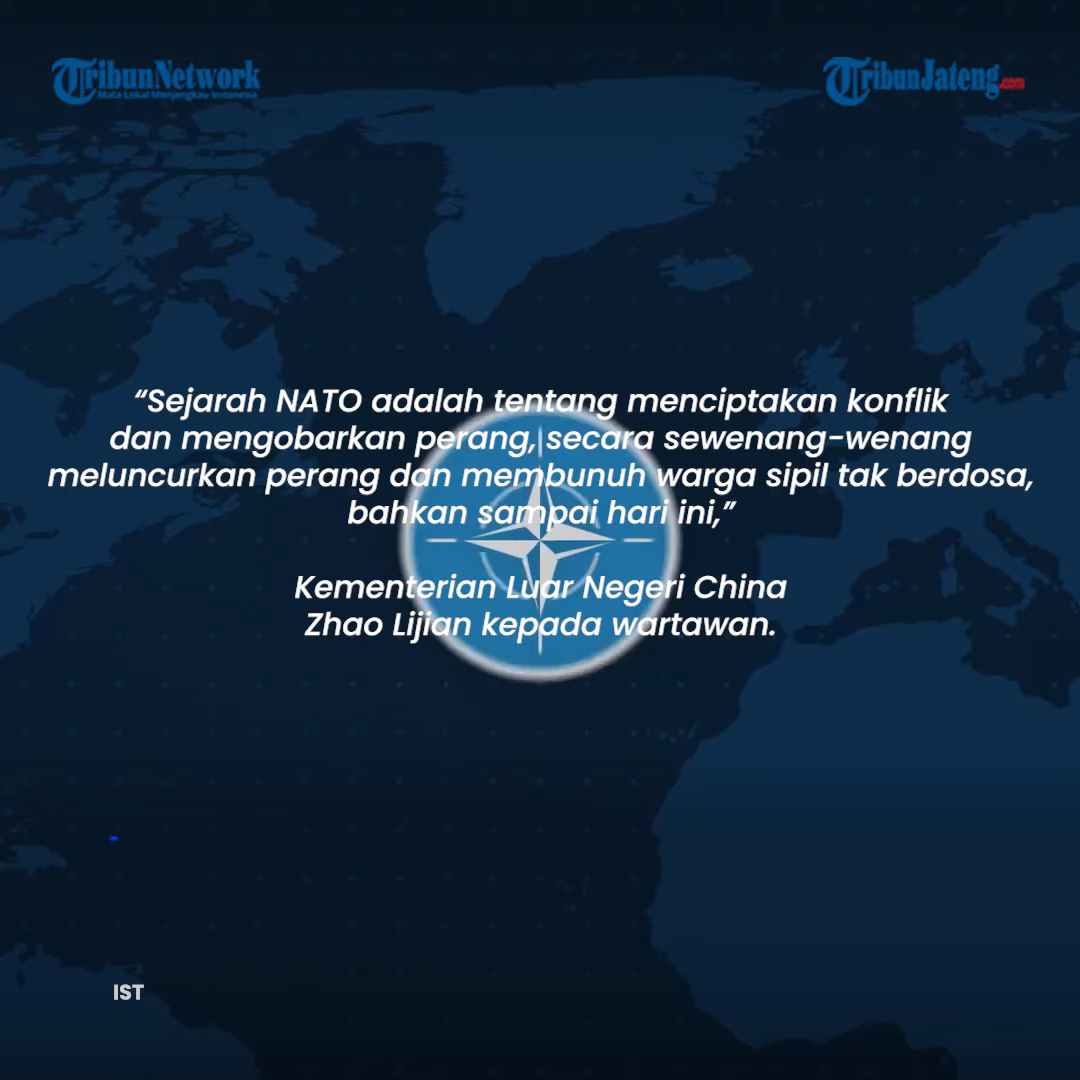 TribunNetwork
Mata Lokal Menjangkau Indonesia
TribunJateng.com
“Sejarah NATO adalah tentang menciptakan konflik
dan mengobarkan perang, secara sewenang-wenang
meluncurkan perang dan membunuh warga sipil tak berdosa,
bahkan sampai hari ini,”
Kementerian Luar Negeri China
Zhao Lijian kepada wartawan.
-
IST